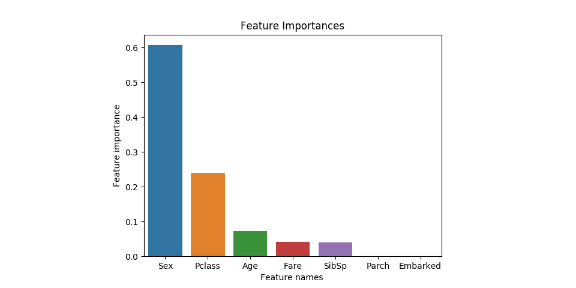 Feature Importances
Feature importance
0.6
0.5
0.4
0.3
0.2
0.1
0.0
Sex Pclass Age Fare SibSp Parch Embarked
Feature names